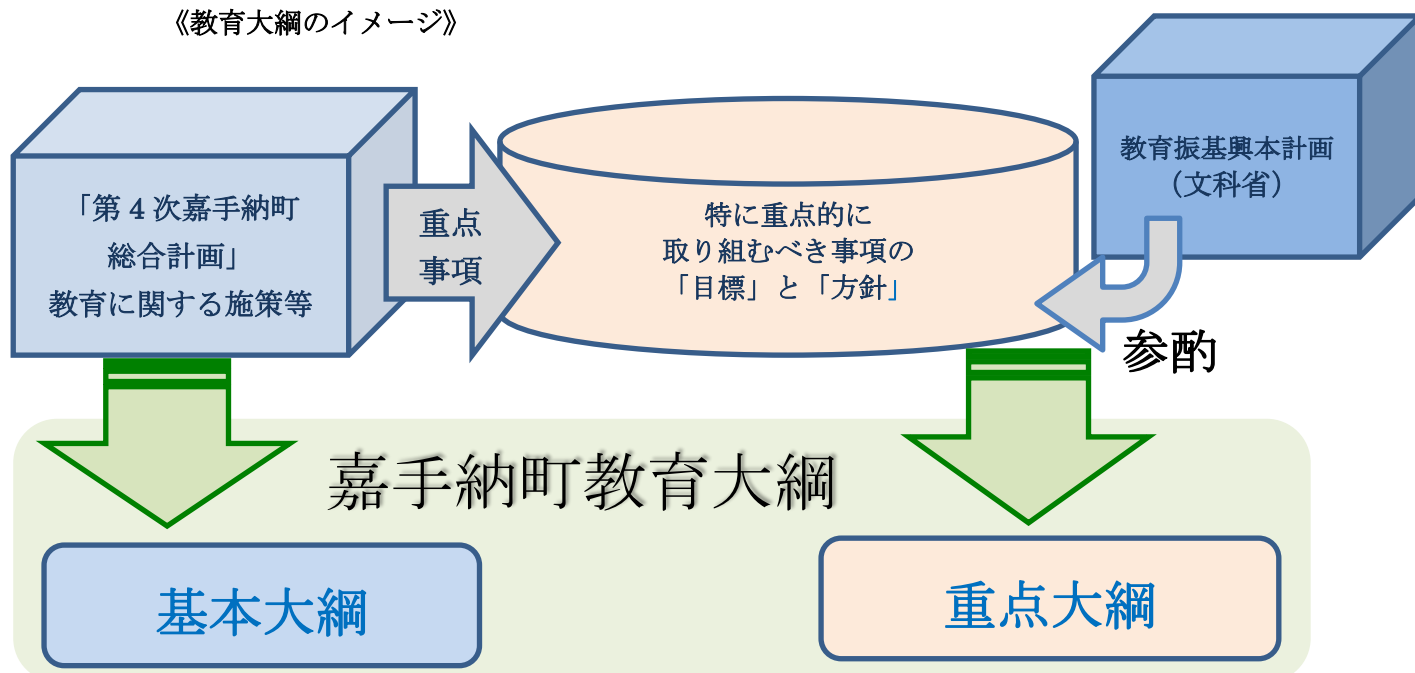 《教育大綱のイメージ》
「第４次嘉手納町
総合計画」
教育に関する施策等
重点
事項
特に重点的に
取り組むべき事項の
「目標」と「方針」
教育振基興本計画
（文科省）
参酌
嘉手納町教育大綱
基本大綱
重点大綱